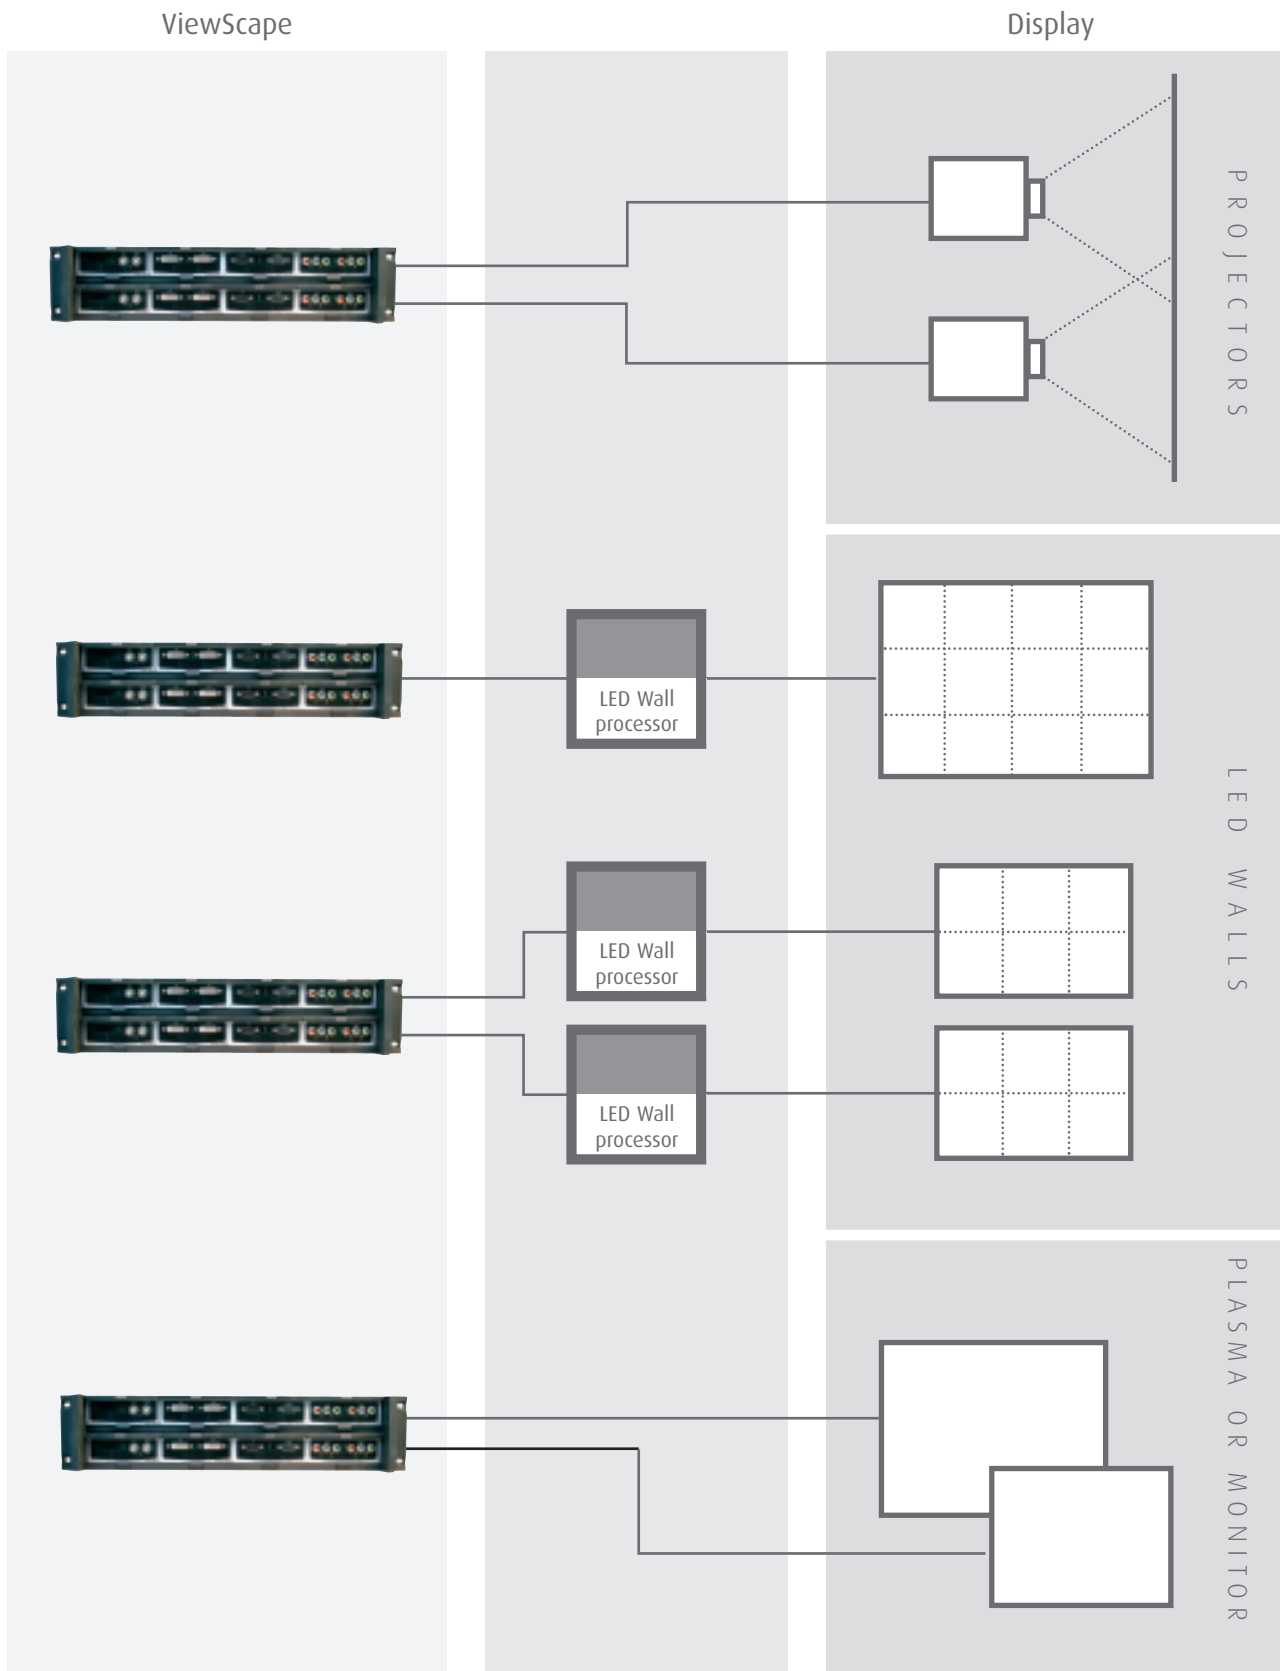 ViewScape
Display
PROJECTORS
LED Wall
processor
LED WALLS
LED Wall
processor
LED Wall
processor
PLASMA OR MONITOR